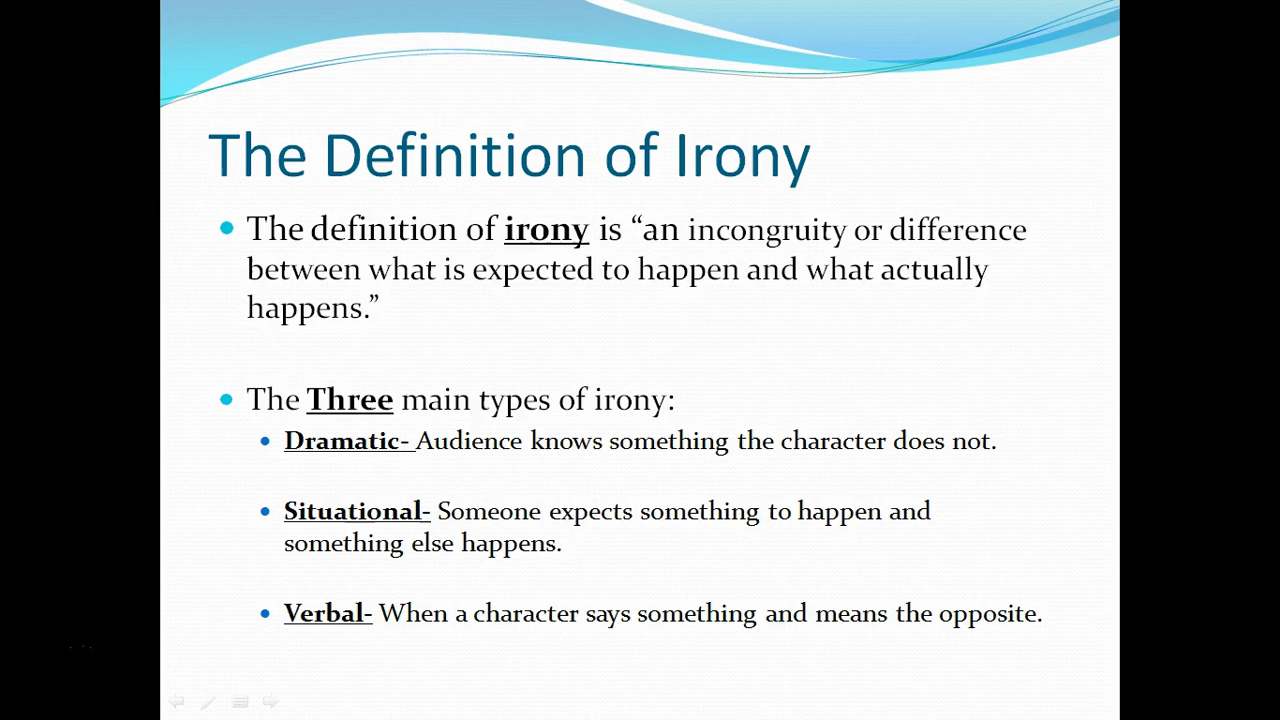 The Definition of Irony
The definition of irony is “an incongruity or difference
between what is expected to happen and what actually
happens.”
The Three main types of irony:
Dramatic- Audience knows something the character does not.
Situational- Someone expects something to happen and
something else happens.
Verbal- When a character says something and means the opposite.